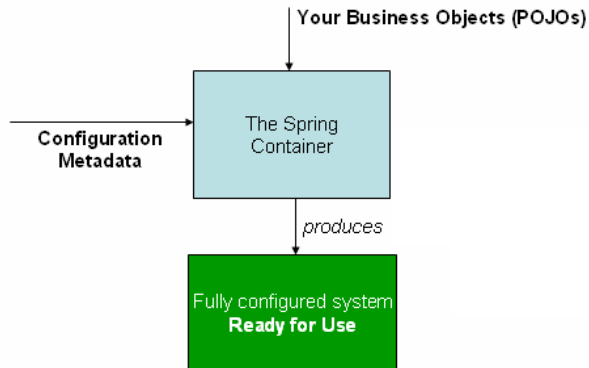 Your Business Objects (POJOs)
The Spring
Container
Configuration
Metadata
produces
Fully configured system
Ready for Use